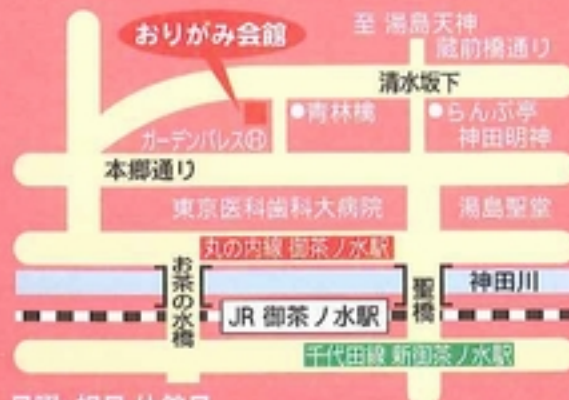 おりがみ会館
至 湯島天神
蔵前橋通り
清水坂下
●青林檎
●らんぷ亭
ガーデンパレスⒽ
神田明神
本郷通り
東京医科歯科大病院
湯島聖堂
丸の内線 御茶ノ水駅
お茶の水橋
聖橋
神田川
JR 御茶ノ水駅
千代田線 新御茶ノ水駅